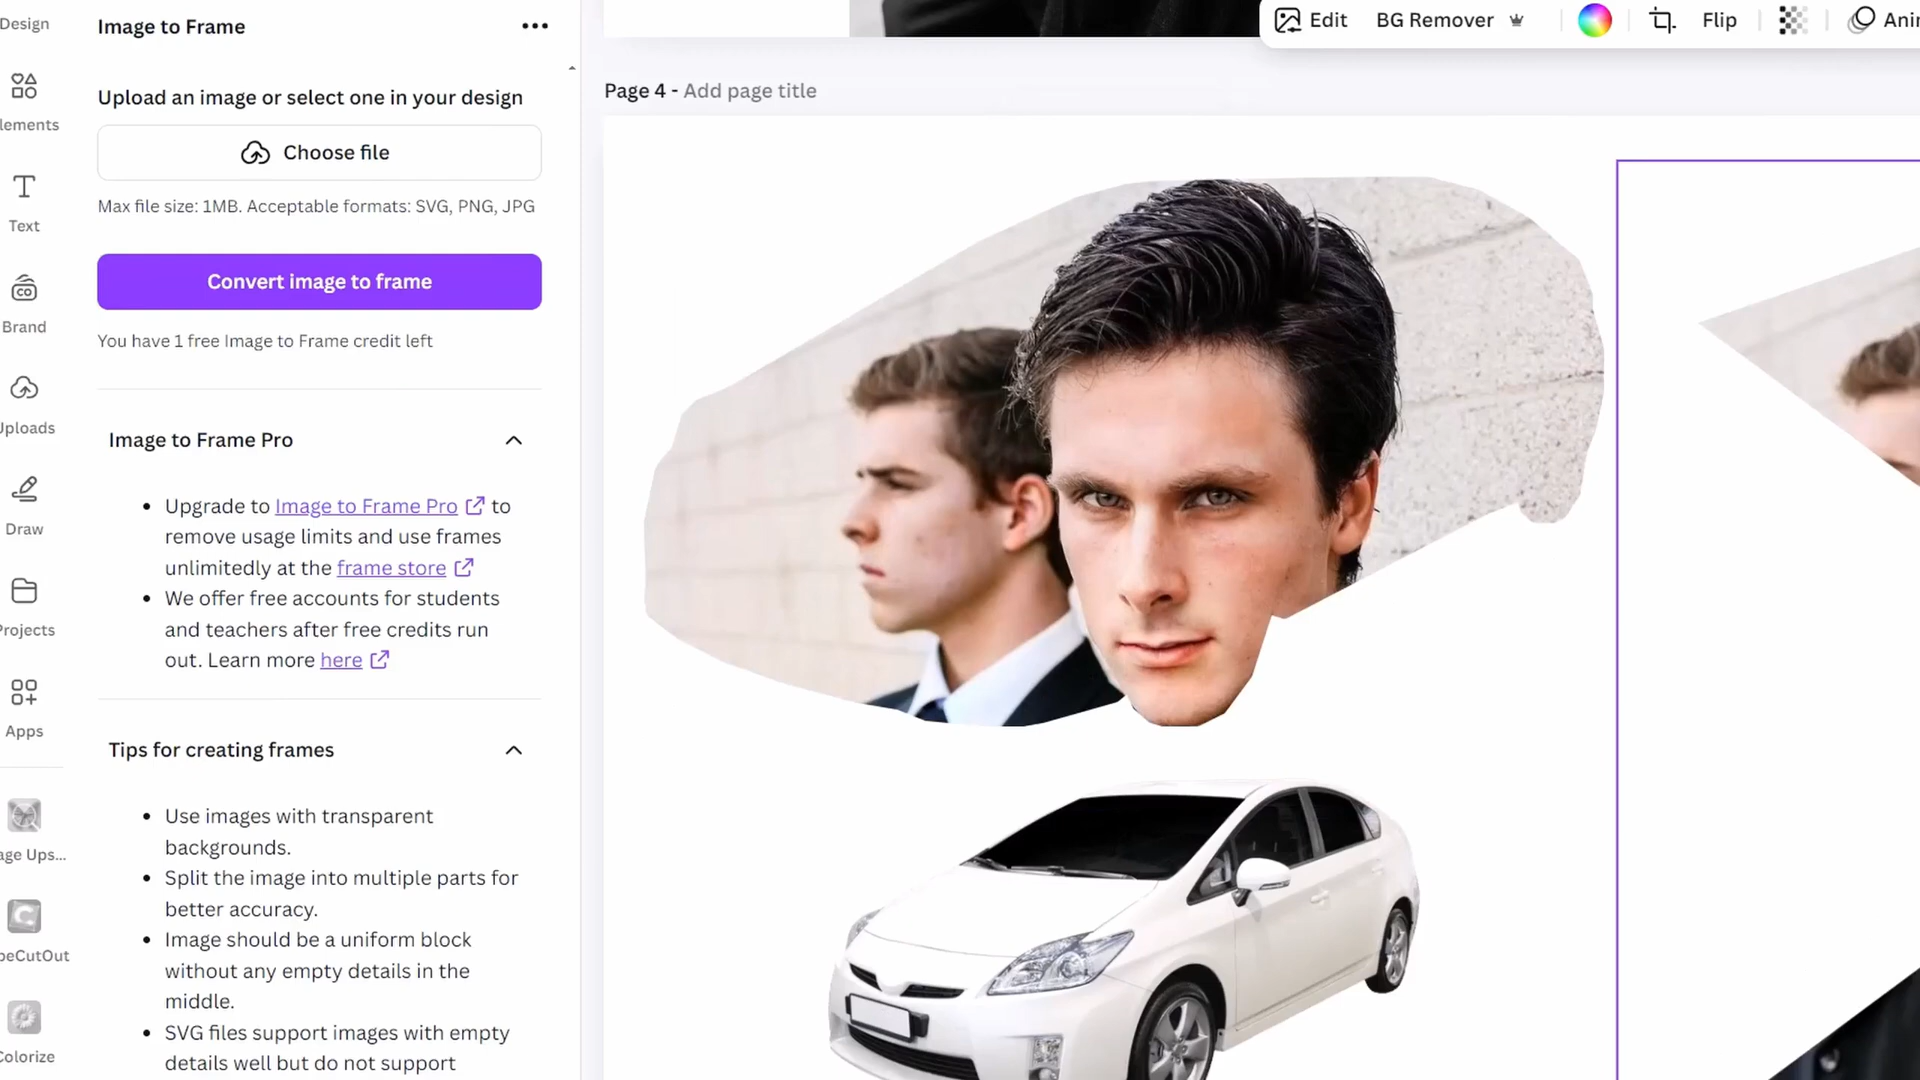 Design
Image to Frame
Edit
BG Remover
Flip
Anim
lements
Text
Brand
Uploads
Draw
Projects
Apps
age Ups...
peCutOut
Colorize
Upload an image or select one in your design
Choose file
Max file size: 1MB. Acceptable formats: SVG, PNG, JPG
Convert image to frame
You have 1 free Image to Frame credit left
Image to Frame Pro
• Upgrade to Image to Frame Pro to
remove usage limits and use frames
unlimitedly at the frame store
• We offer free accounts for students
and teachers after free credits run
out. Learn more here
Tips for creating frames
• Use images with transparent
backgrounds.
• Split the image into multiple parts for
better accuracy.
• Image should be a uniform block
without any empty details in the
middle.
• SVG files support images with empty
details well but do not support
Page 4 - Add page title